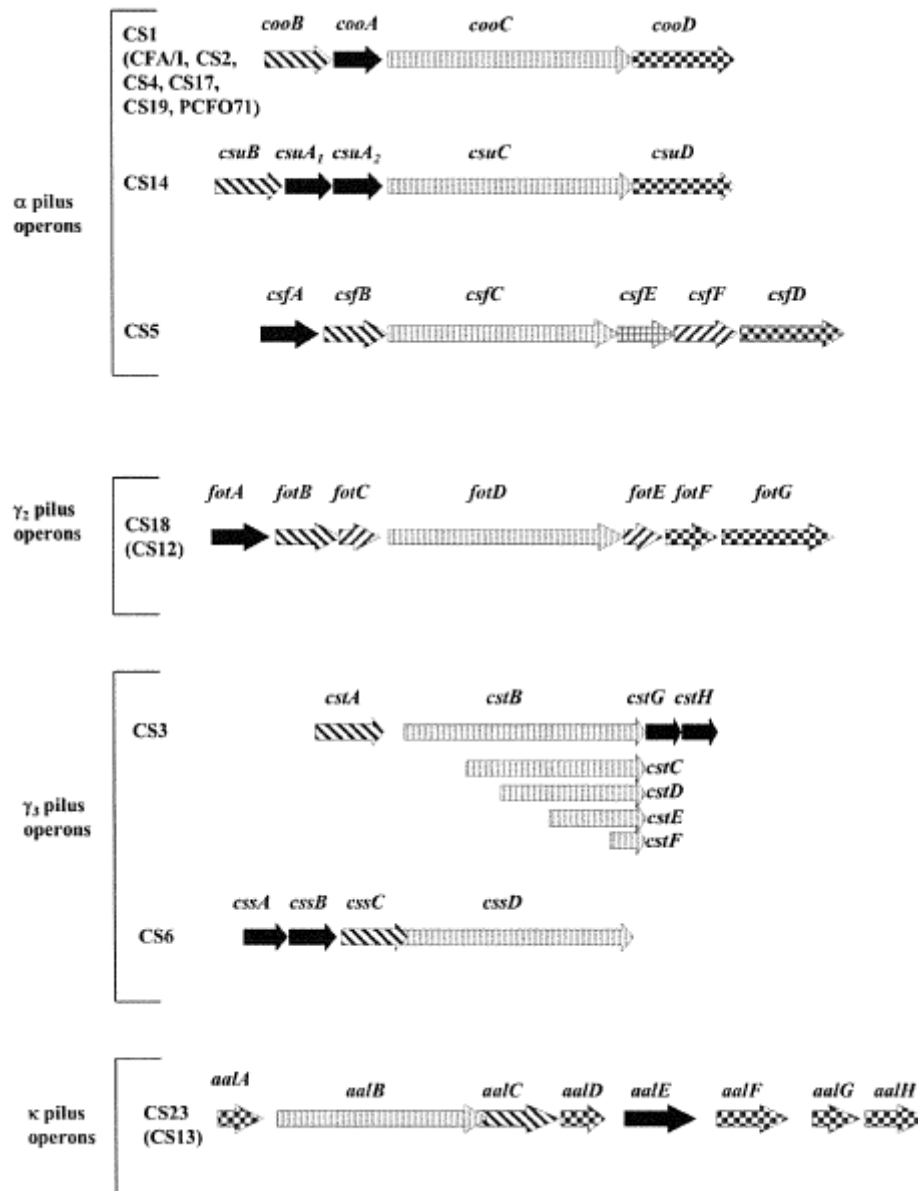 cooB cooA cooC cooD
CS1
(CFA/I, CS2,
CS4, CS17,
CS19, PCFO71)
csuB csuA1 csuA2 csuC csuD
CS14
α pilus
operons
csfA csfB csfC csfE csfF csfD
CS5
fotA fotB fotC fotD fotE fotF fotG
γ2 pilus
operons
CS18
(CS12)
cstA cstB cstG cstH
CS3
cstC
cstD
cstE
cstF
γ3 pilus
operons
cssA cssB cssC cssD
CS6
aalA aalB aalC aalD aalE aalF aalG aalH
κ pilus
operons
CS23
(CS13)